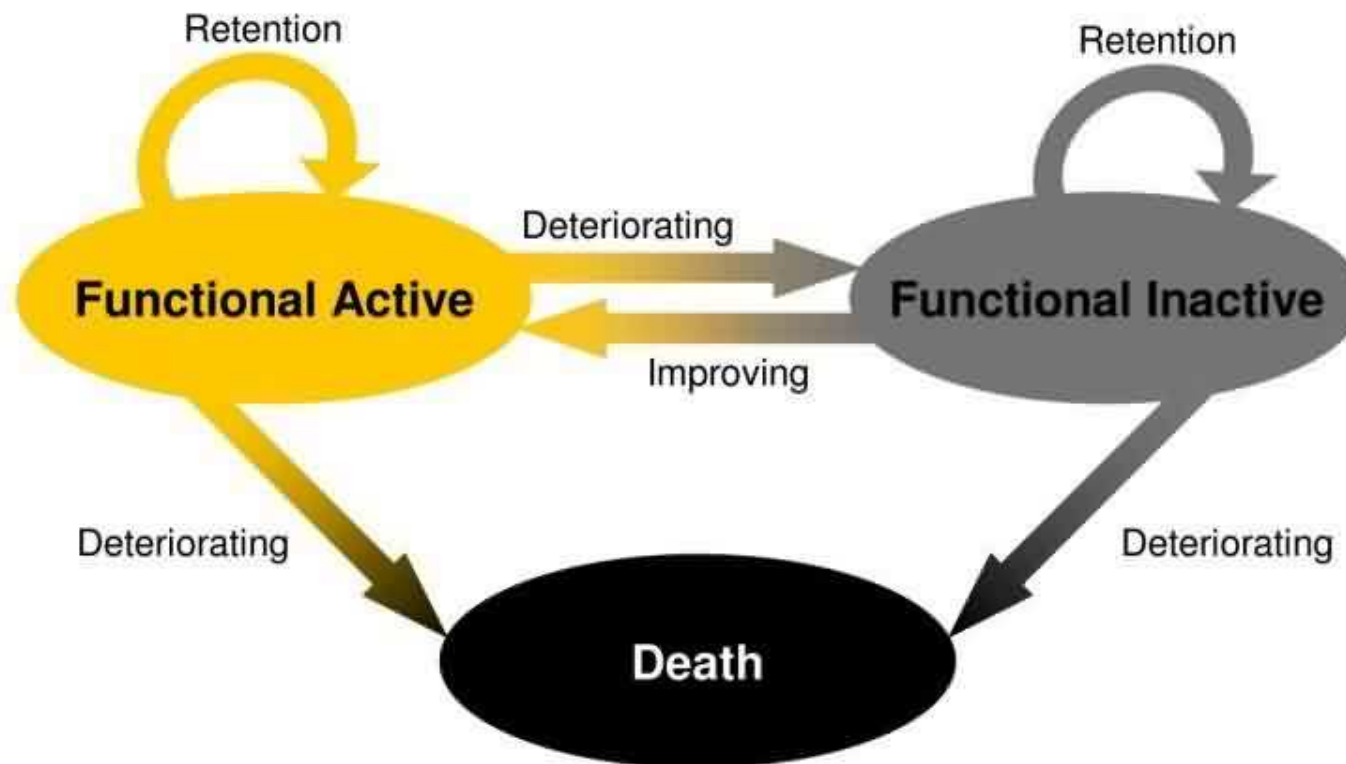 Retention
Retention
Deteriorating
Functional Active
Functional Inactive
Improving
Deteriorating
Deteriorating
Death